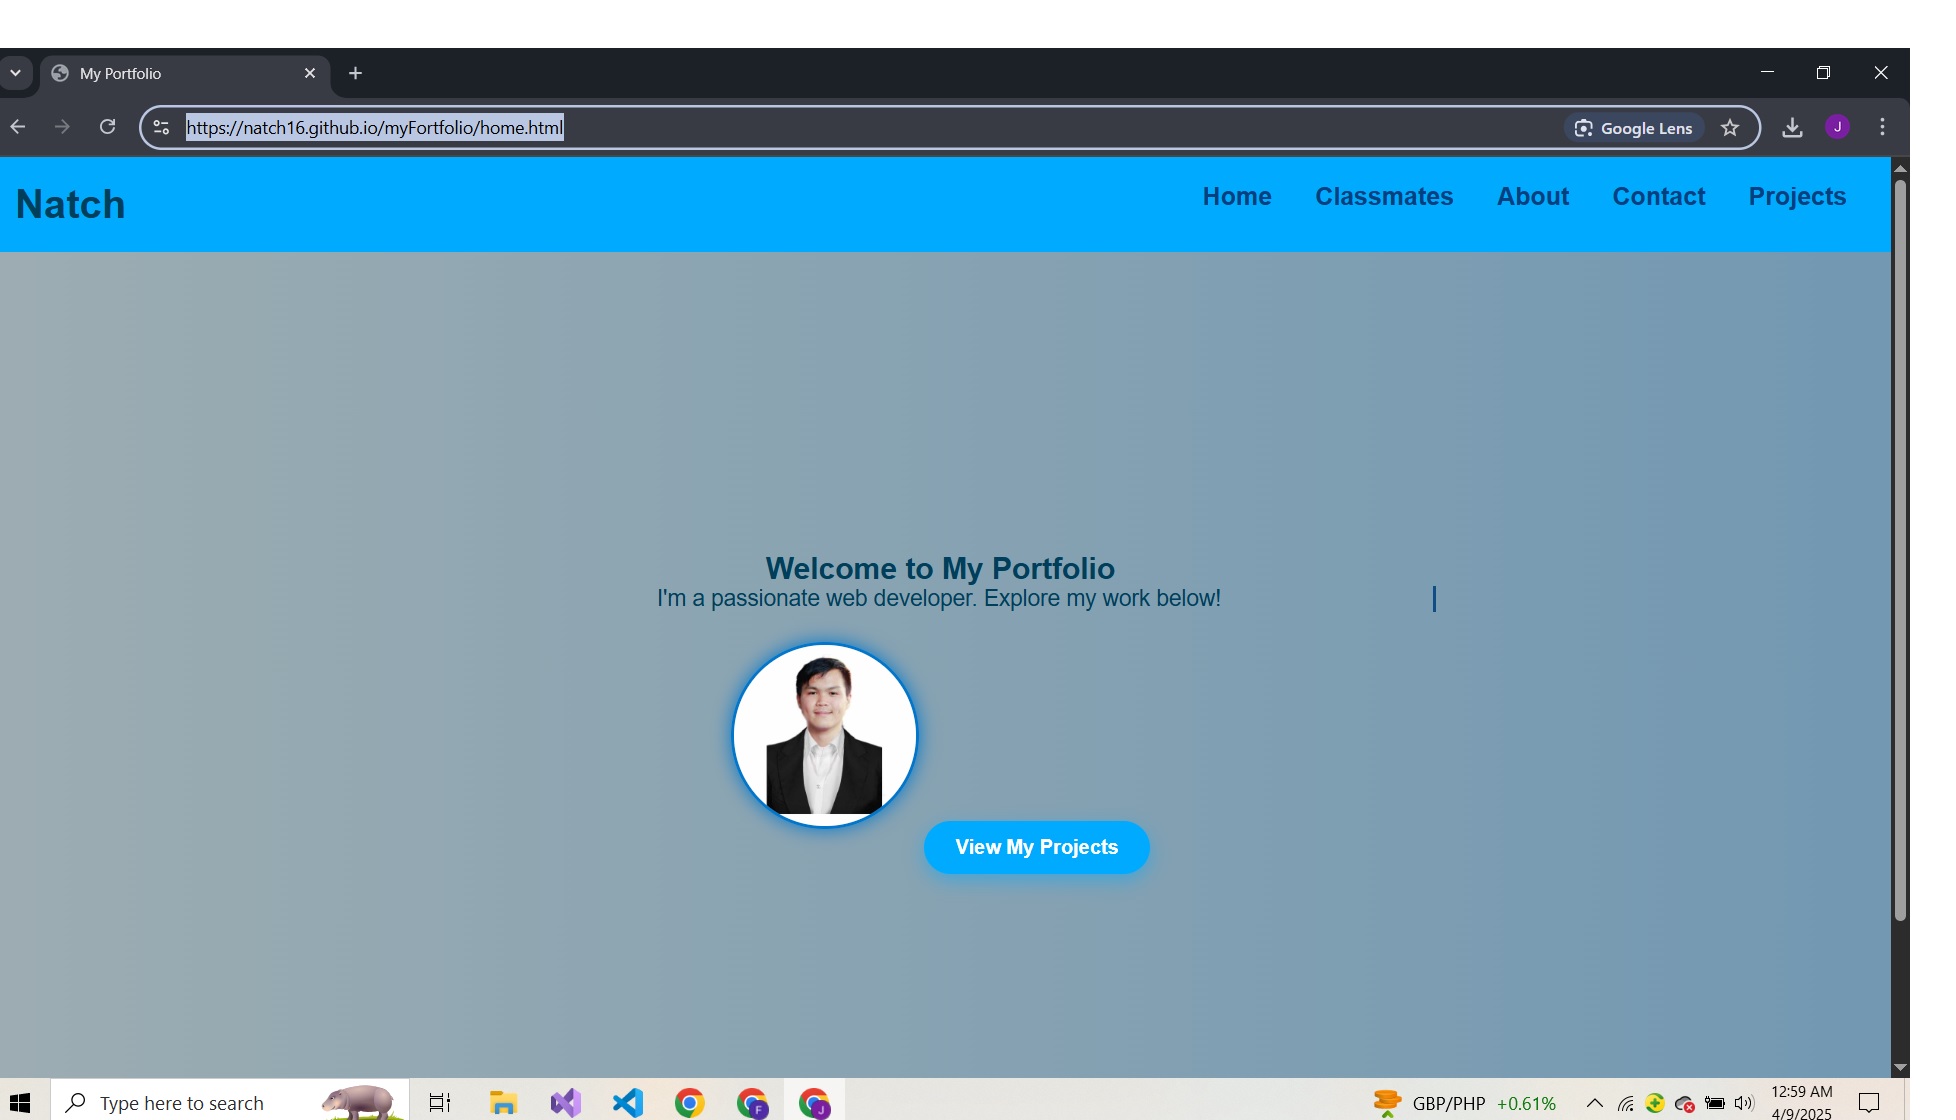 My Portfolio
https://natch16.github.io/myFortfolio/home.html
Google Lens
J
Natch
Home Classmates About Contact Projects
Welcome to My Portfolio
I'm a passionate web developer. Explore my work below!
View My Projects
Type here to search
F
J
GBP/PHP +0.61%
12:59 AM
4/9/2025